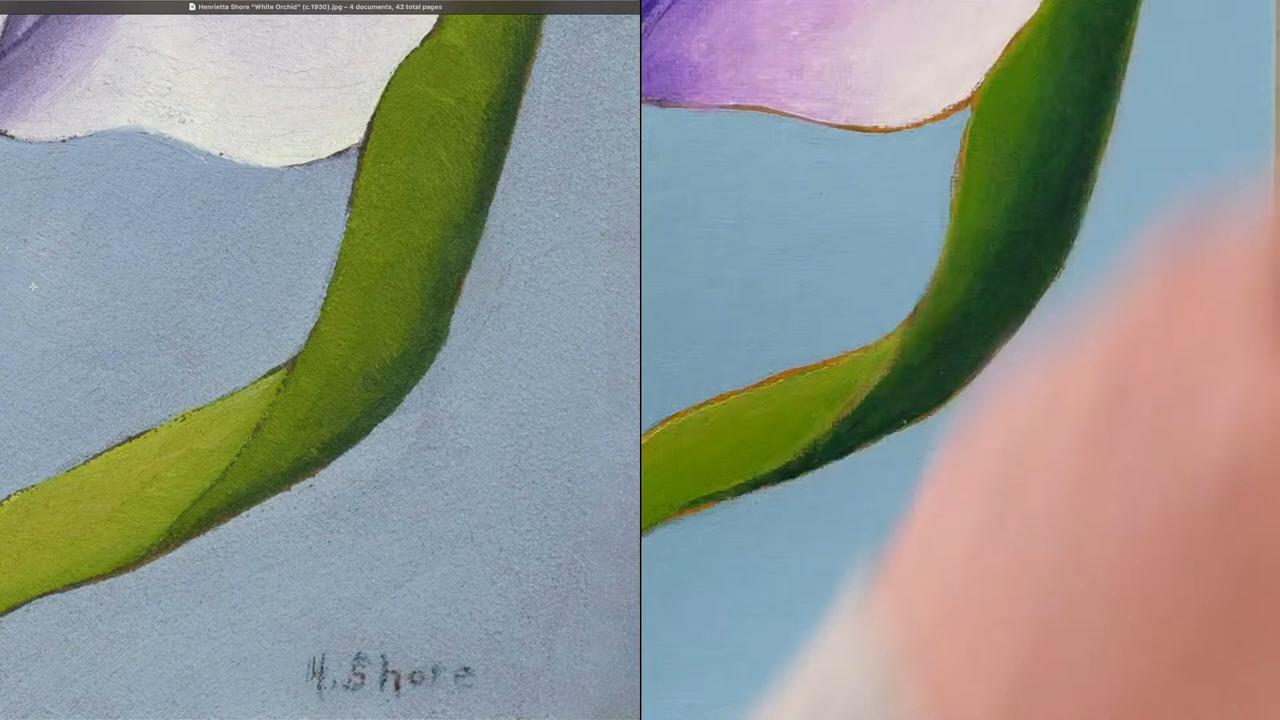 Henrietta Shore "White Orchid" (c.1930).jpg – 4 documents, 42 total pages
H. Shore